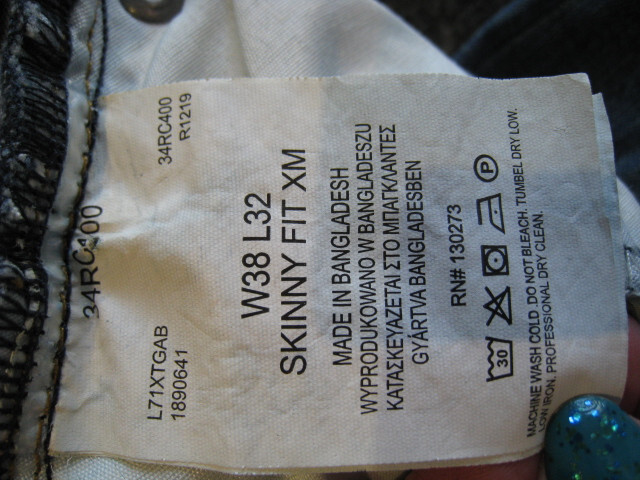 34RC400
34RC400
R1219
L71XTGAB
1890641
W38 L32
SKINNY FIT XM
MADE IN BANGLADESH
WYPRODUKOWANO W BANGLADESZU
ΚΑΤΑΣΚΕΥΑΖΕΤΑΙ ΣΤΟ ΜΠΑΓΚΛΑΝΤΕΣ
GYÁRTVA BANGLADESBEN
RN# 130273
30 P
MACHINE WASH COLD. DO NOT BLEACH. TUMBEL DRY LOW.
LOW IRON. PROFESSIONAL DRY CLEAN.